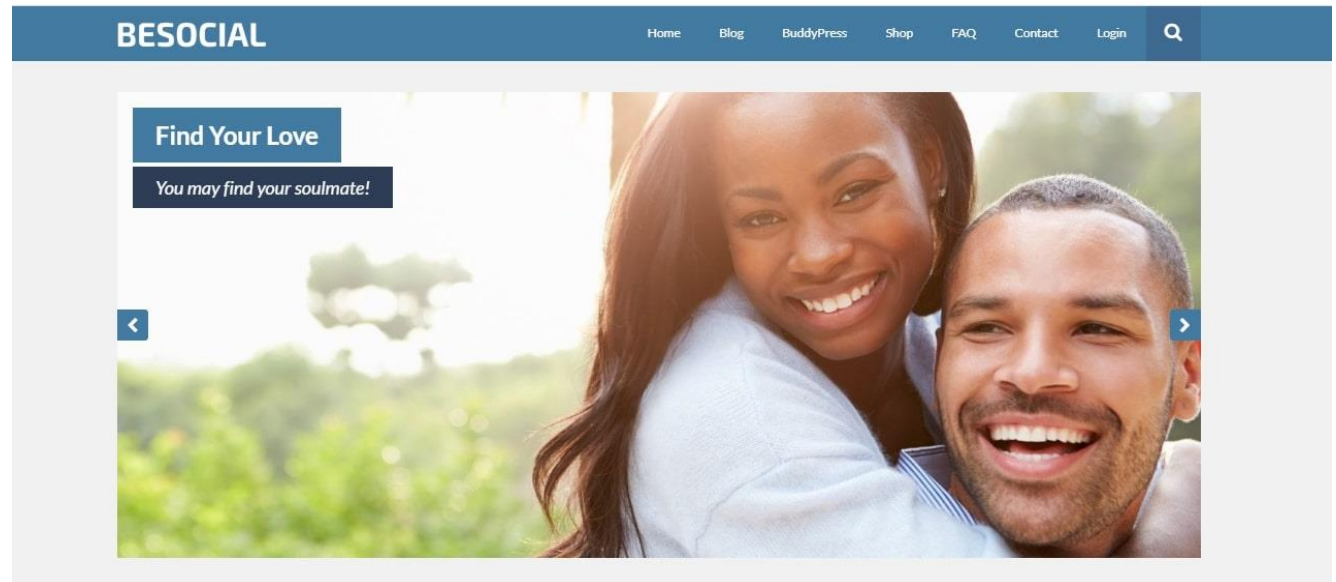 BESOCIAL
Home Blog BuddyPress Shop FAQ Contact Login
Find Your Love
You may find your soulmate!